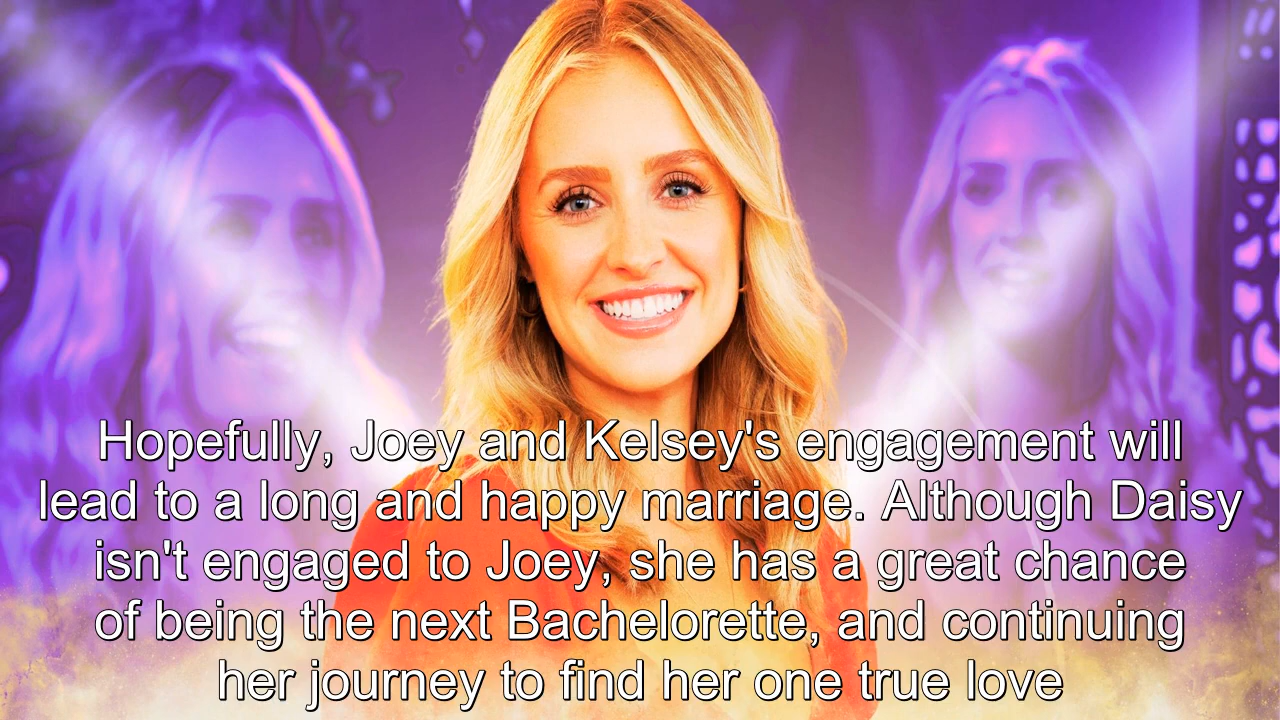 Hopefully, Joey and Kelsey's engagement will
lead to a long and happy marriage. Although Daisy
isn't engaged to Joey, she has a great chance
of being the next Bachelorette, and continuing
her journey to find her one true love